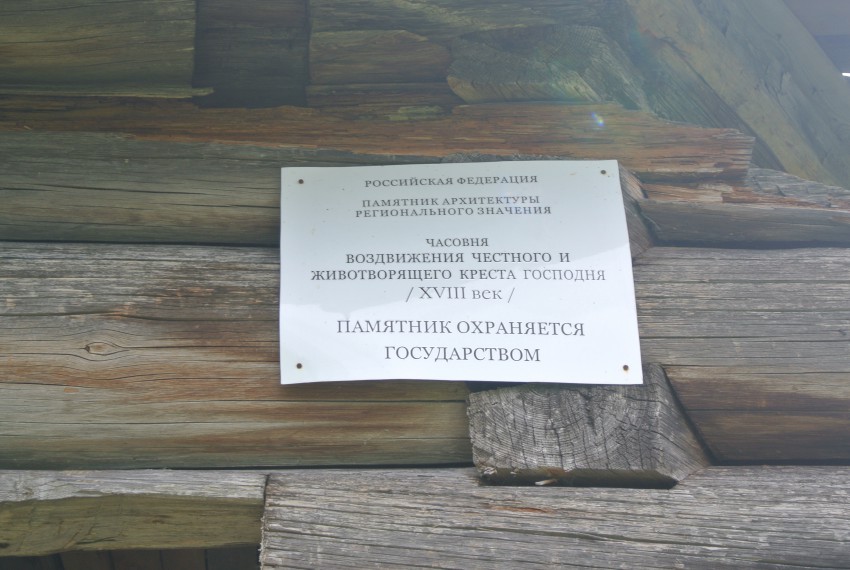 РОССИЙСКАЯ ФЕДЕРАЦИЯ
ПАМЯТНИК АРХИТЕКТУРЫ
РЕГИОНАЛЬНОГО ЗНАЧЕНИЯ
ЧАСОВНЯ
ВОЗДВИЖЕНИЯ ЧЕСТНОГО И
ЖИВОТВОРЯЩЕГО КРЕСТА ГОСПОДНЯ
/ XVIII век /
ПАМЯТНИК ОХРАНЯЕТСЯ
ГОСУДАРСТВОМ